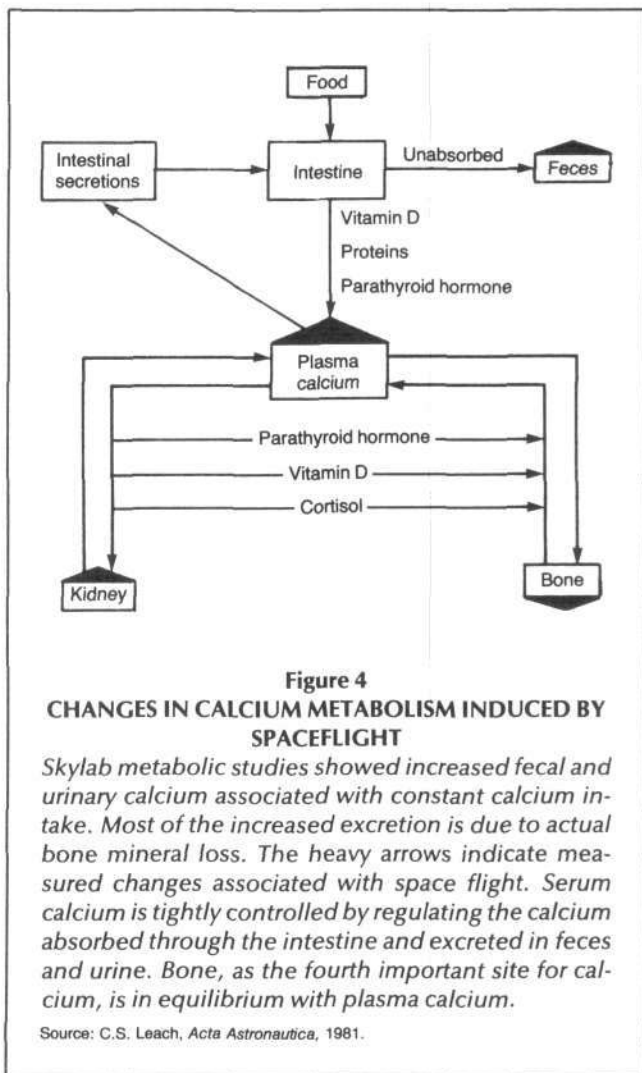 Food
Intestinal
secretions
Intestine
Unabsorbed
Feces
Vitamin D
Proteins
Parathyroid hormone
Plasma
calcium
Parathyroid hormone
Vitamin D
Cortisol
Kidney
Bone
Figure 4
CHANGES IN CALCIUM METABOLISM INDUCED BY
SPACEFLIGHT
Skylab metabolic studies showed increased fecal and
urinary calcium associated with constant calcium in-
take. Most of the increased excretion is due to actual
bone mineral loss. The heavy arrows indicate mea-
sured changes associated with space flight. Serum
calcium is tightly controlled by regulating the calcium
absorbed through the intestine and excreted in feces
and urine. Bone, as the fourth important site for cal-
cium, is in equilibrium with plasma calcium.
Source: C.S. Leach, Acta Astronautica, 1981.